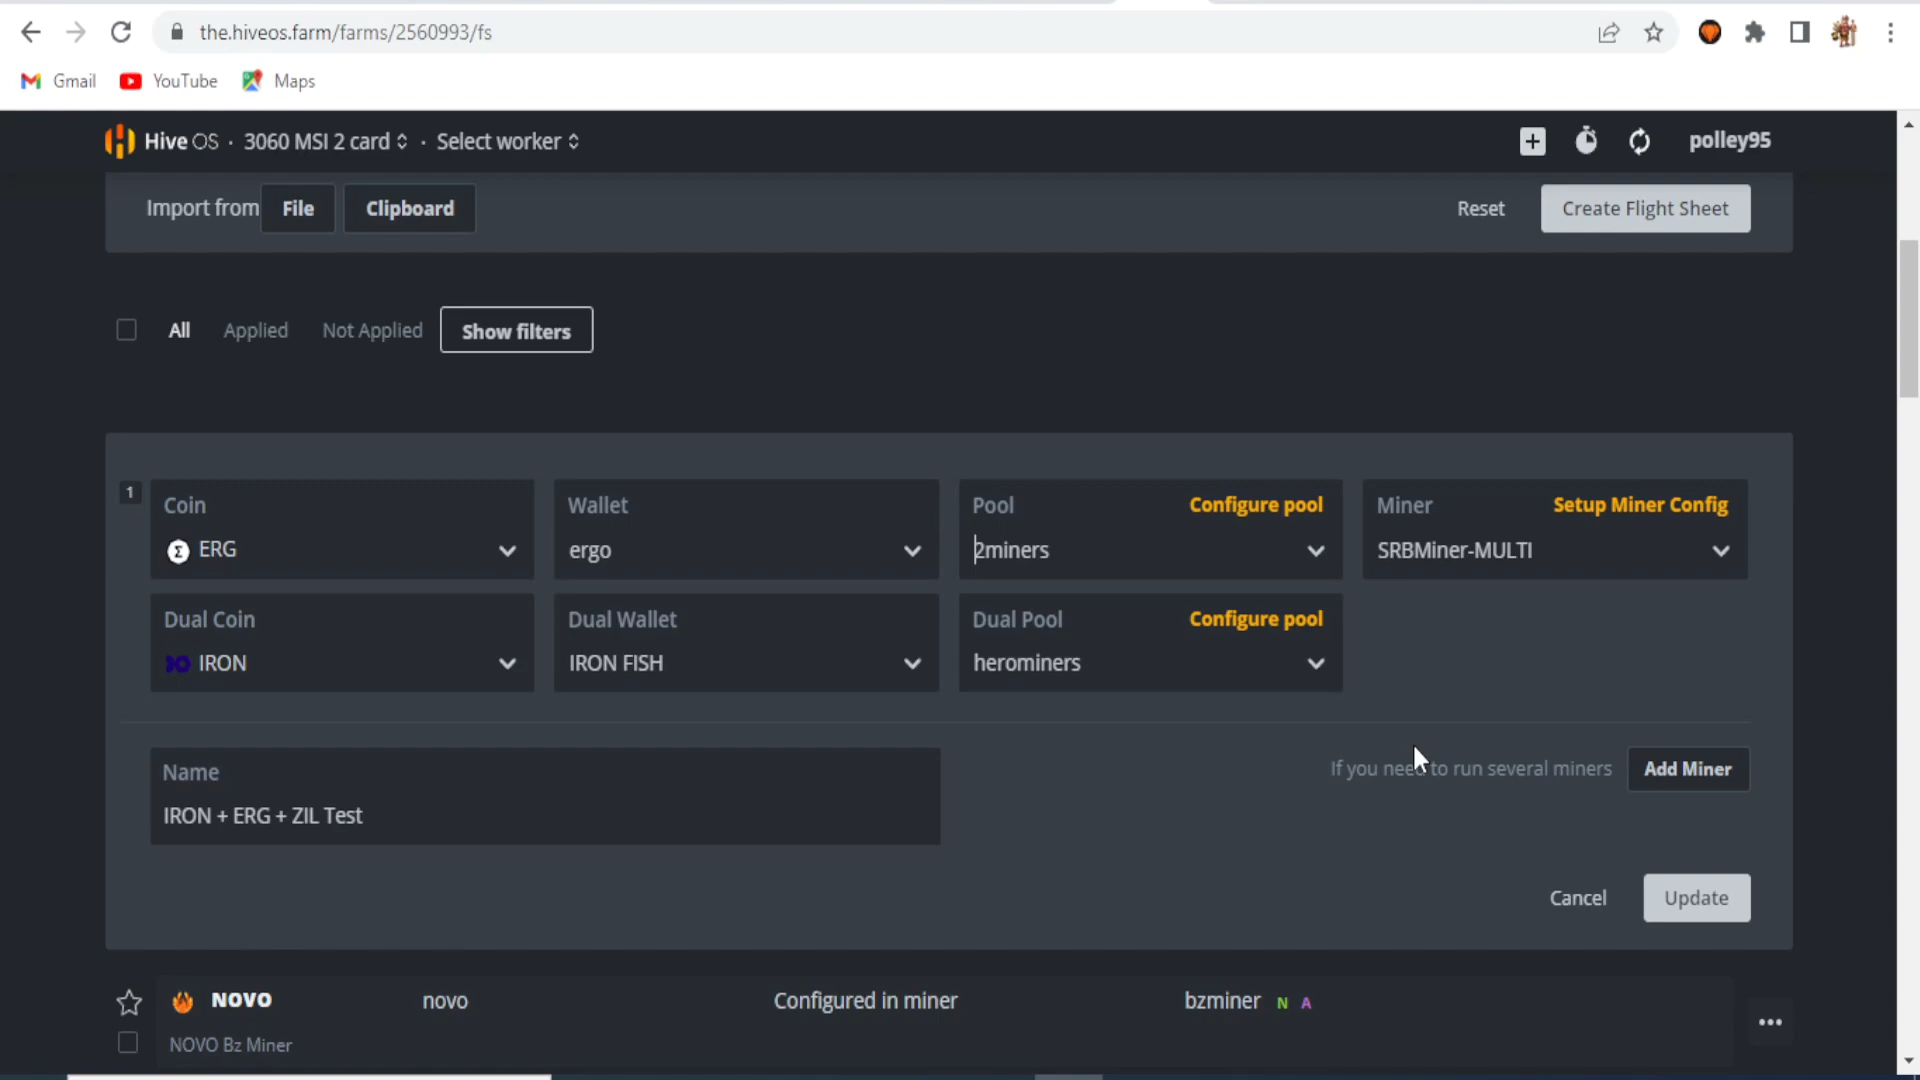 the.hiveos.farm/farms/2560993/fs
Gmail YouTube Maps
Hive OS · 3060 MSI 2 card · Select worker polley95
Import from File Clipboard Reset Create Flight Sheet
All Applied Not Applied Show filters
1
Coin Wallet Pool Configure pool Miner Setup Miner Config
Σ ERG ergo 2miners SRBMiner-MULTI
Dual Coin Dual Wallet Dual Pool Configure pool
IRON IRON FISH herominers
Name
If you need to run several miners Add Miner
IRON + ERG + ZIL Test
Cancel Update
NOVO novo Configured in miner bzminer N A
NOVO Bz Miner